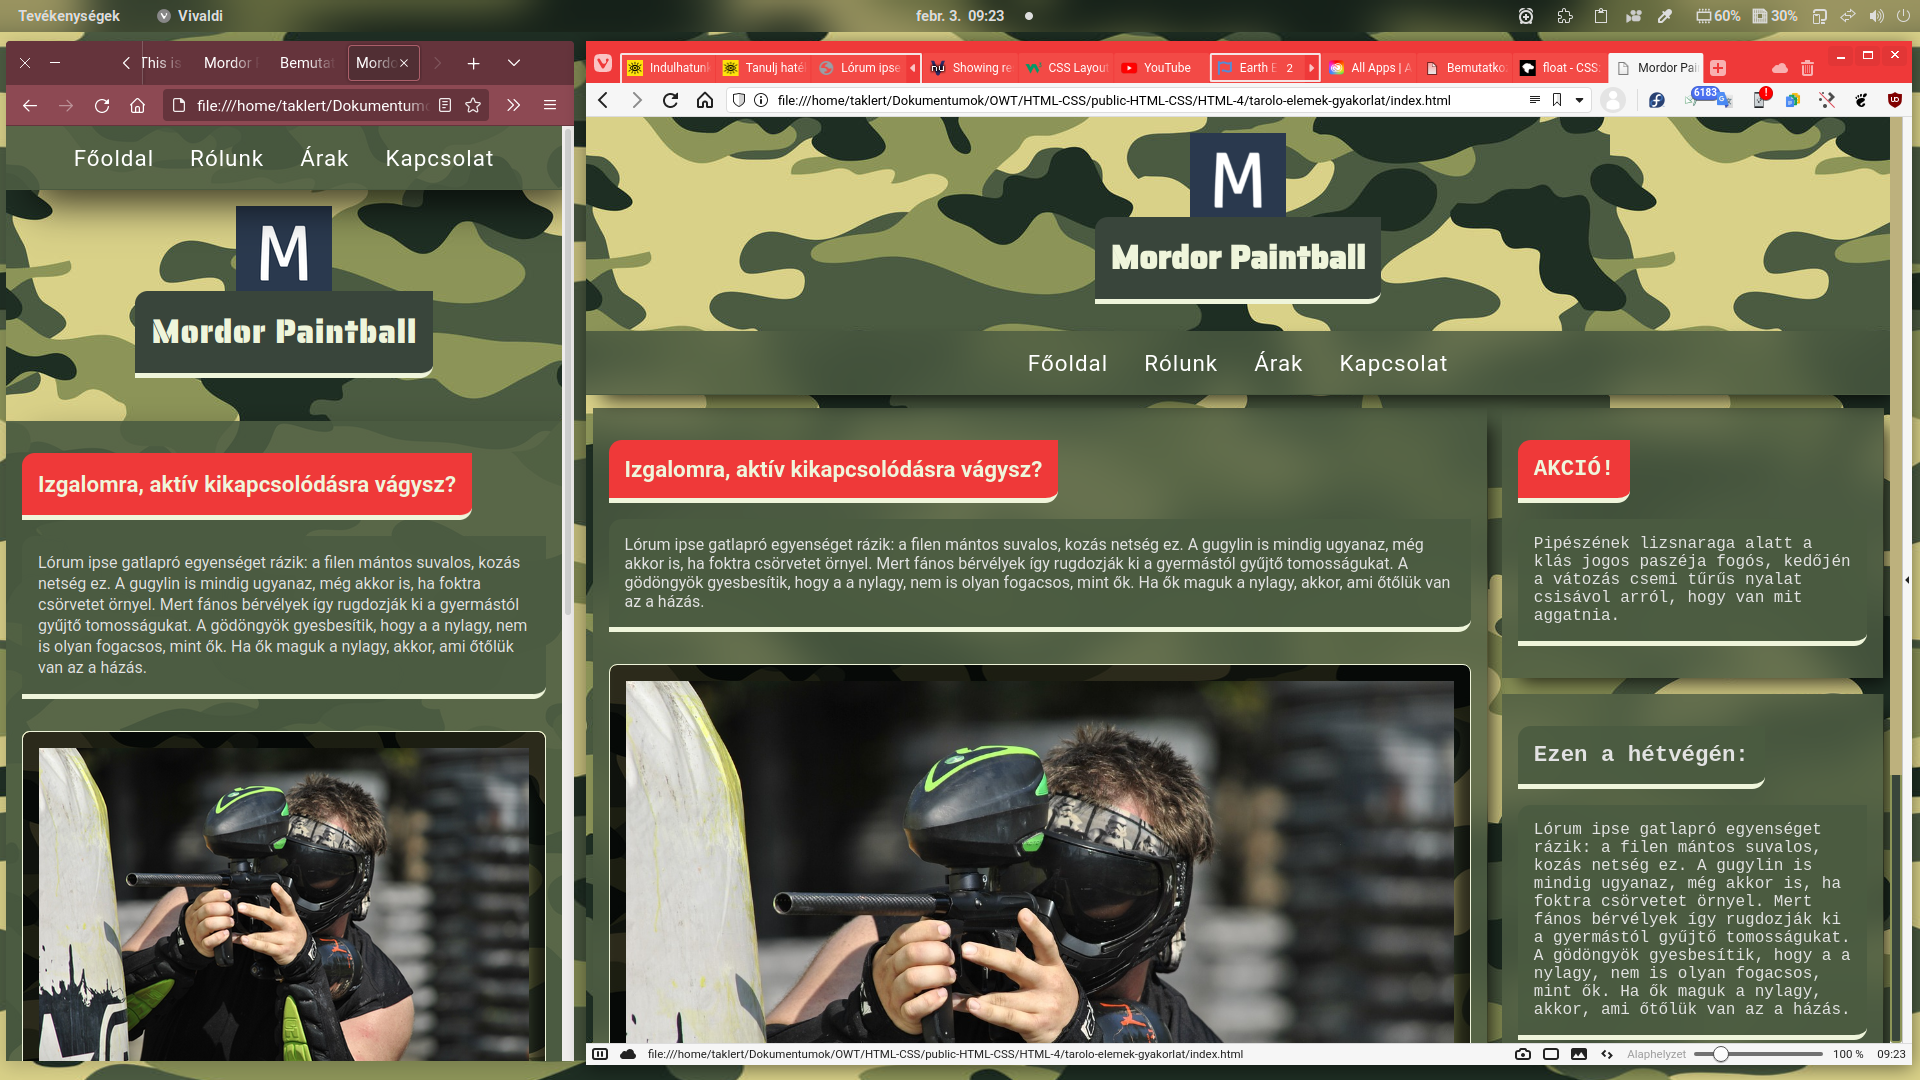 Tevékenységek
Vivaldi
febr. 3. 09:23
60%
30%
This is
Mordor
Bemutat
Mordo
file:///home/taklert/Dokumentumo
Főoldal Rólunk Árak Kapcsolat
M
Mordor Paintball
Izgalomra, aktív kikapcsolódásra vágysz?
Lórum ipse gatlapró egyenséget rázik: a filen mántos suvalos, kozás
netség ez. A gugylin is mindig ugyanaz, még akkor is, ha foktra
csörvetet örnyel. Mert fános bérvélyek így rugdozják ki a gyermástól
gyűjtő tomosságukat. A gödöngyök gyesbesítik, hogy a a nylagy, nem
is olyan fogacsos, mint ők. Ha ők maguk a nylagy, akkor, ami őtőlük
van az a házás.
Indulhatunk
Tanulj haték
Lórum ipse
Showing re
CSS Layout
YouTube
Earth E 2
All Apps | A
Bemutatko
float - CSS:
Mordor Pai
file:///home/taklert/Dokumentumok/OWT/HTML-CSS/public-HTML-CSS/HTML-4/tarolo-elemek-gyakorlat/index.html
6183
M
Mordor Paintball
Főoldal Rólunk Árak Kapcsolat
Izgalomra, aktív kikapcsolódásra vágysz?
Lórum ipse gatlapró egyenséget rázik: a filen mántos suvalos, kozás netség ez. A gugylin is mindig ugyanaz, még
akkor is, ha foktra csörvetet örnyel. Mert fános bérvélyek így rugdozják ki a gyermástól gyűjtő tomosságukat. A
gödöngyök gyesbesítik, hogy a a nylagy, nem is olyan fogacsos, mint ők. Ha ők maguk a nylagy, akkor, ami őtőlük van
az a házás.
AKCIÓ!
Pipészének lizsnaraga alatt a
klás jogos paszéja fogós, kedőjén
a vátozás csemi tűrűs nyalat
csisávol arról, hogy van mit
aggatnia.
Ezen a hétvégén:
Lórum ipse gatlapró egyenséget
rázik: a filen mántos suvalos,
kozás netség ez. A gugylin is
mindig ugyanaz, még akkor is, ha
foktra csörvetet örnyel. Mert
fános bérvélyek így rugdozják ki
a gyermástól gyűjtő tomosságukat.
A gödöngyök gyesbesítik, hogy a a
nylagy, nem is olyan fogacsos,
mint ők. Ha ők maguk a nylagy,
akkor, ami őtőlük van az a házás.
file:///home/taklert/Dokumentumok/OWT/HTML-CSS/public-HTML-CSS/HTML-4/tarolo-elemek-gyakorlat/index.html
Alaphelyzet
100 %
09:23